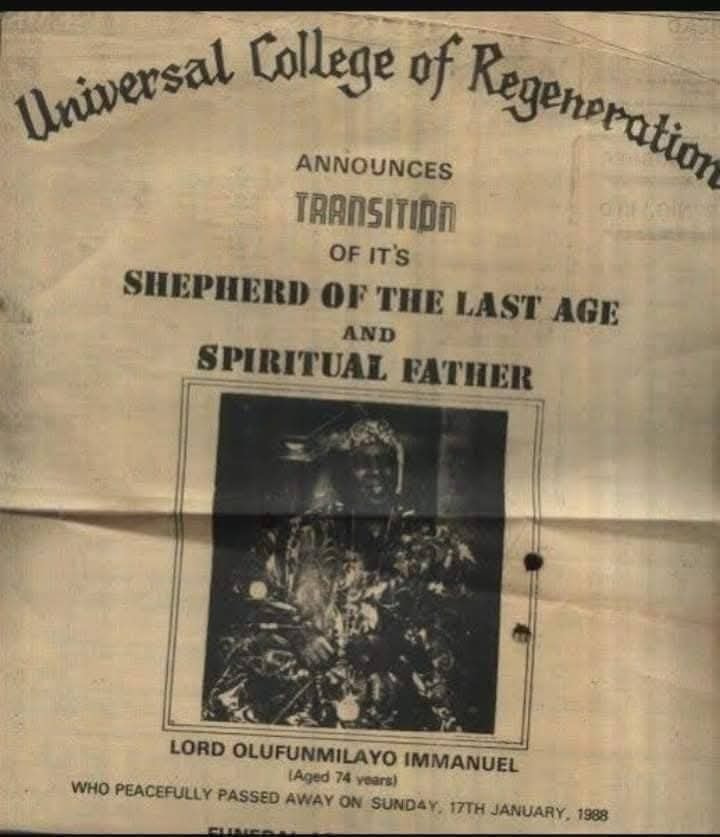 Universal College of Regeneration
ANNOUNCES
TRANSITION
OF IT'S
SHEPHERD OF THE LAST AGE
AND
SPIRITUAL FATHER
LORD OLUFUNMILAYO IMMANUEL
(Aged 74 years)
WHO PEACEFULLY PASSED AWAY ON SUNDAY, 17TH JANUARY, 1988
FUNERAL